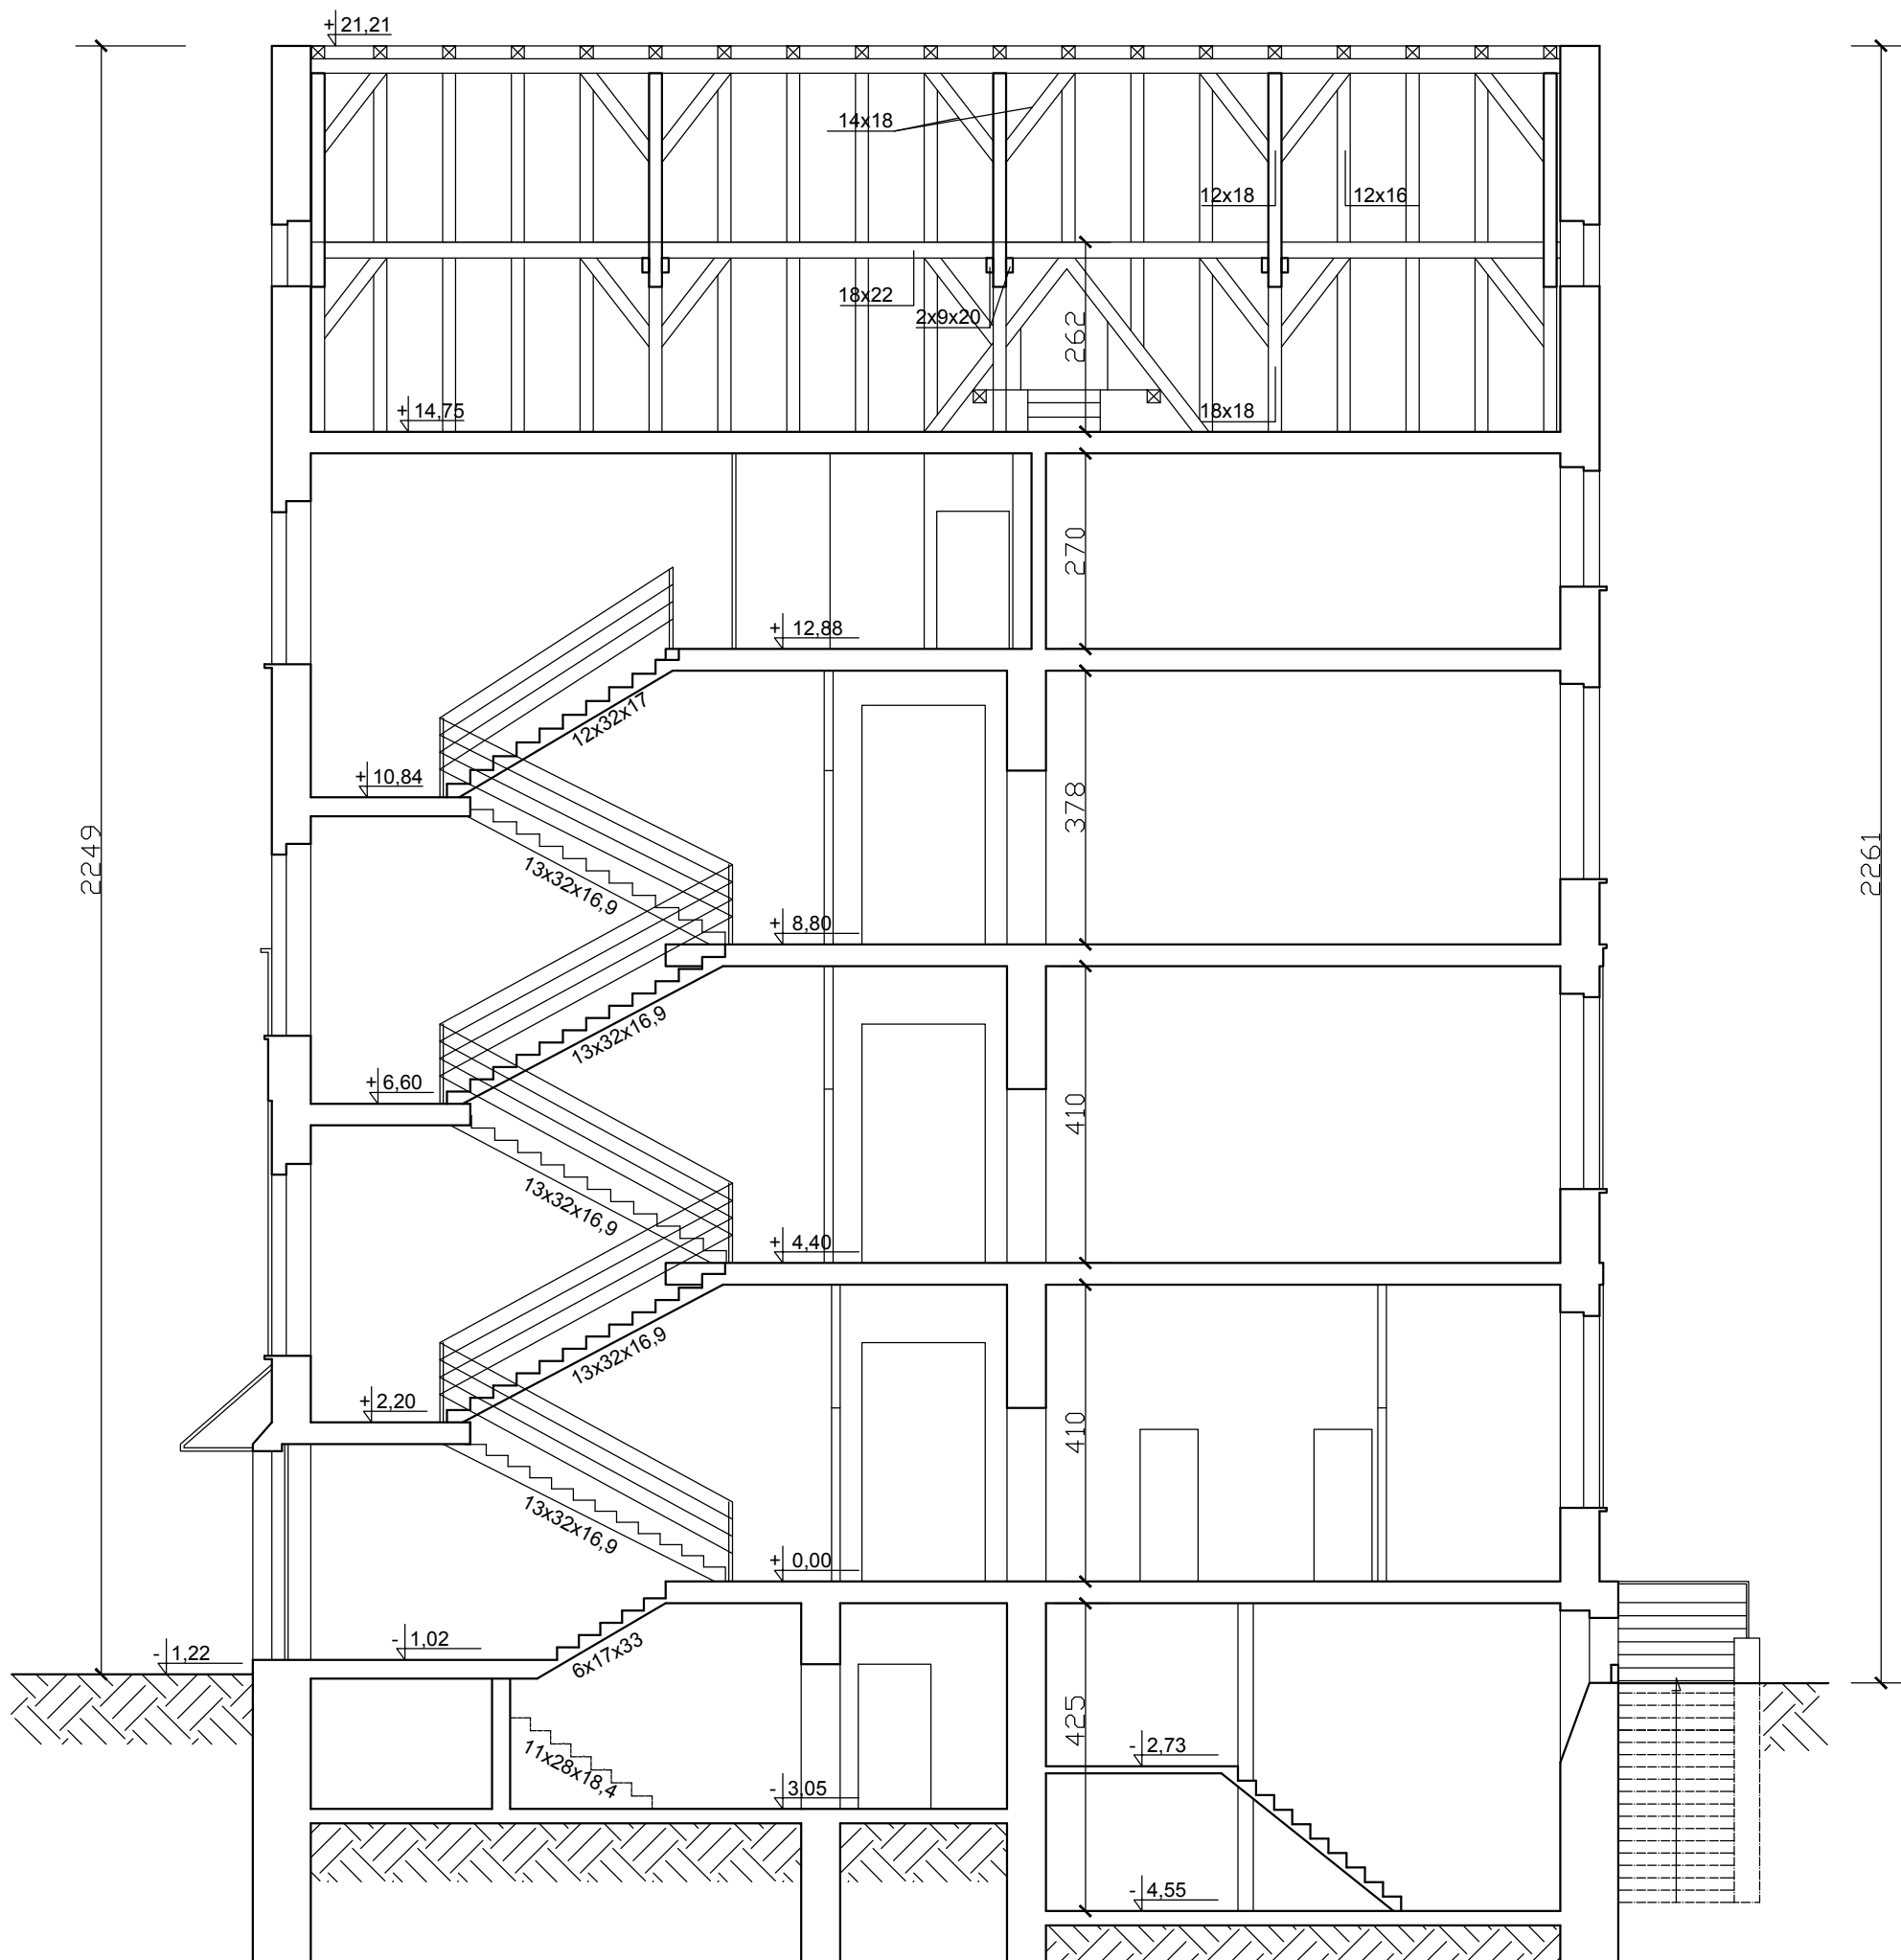 + 21,21
14x18
12x18
12x16
18x22
2x9x20
262
+ 14,75
18x18
270
+ 12,88
12x32x17
+ 10,84
378
2249
2261
13x32x16,9
+ 8,80
13x32x16,9
+ 6,60
410
13x32x16,9
+ 4,40
13x32x16,9
+ 2,20
410
13x32x16,9
+ 0,00
- 1,02
- 1,22
6x17x33
425
- 2,73
11x28x18,4
- 3,05
- 4,55